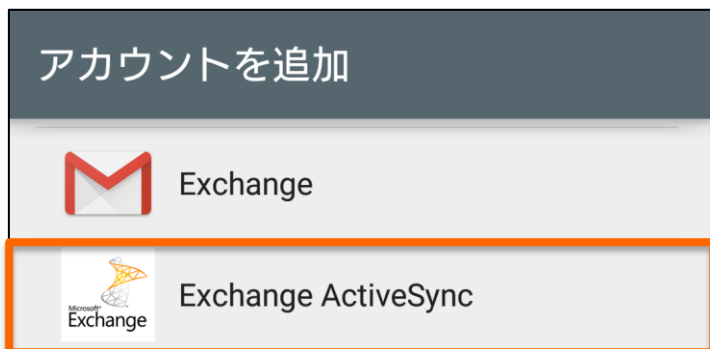 アカウントを追加
Exchange
Microsoft®
Exchange
Exchange ActiveSync